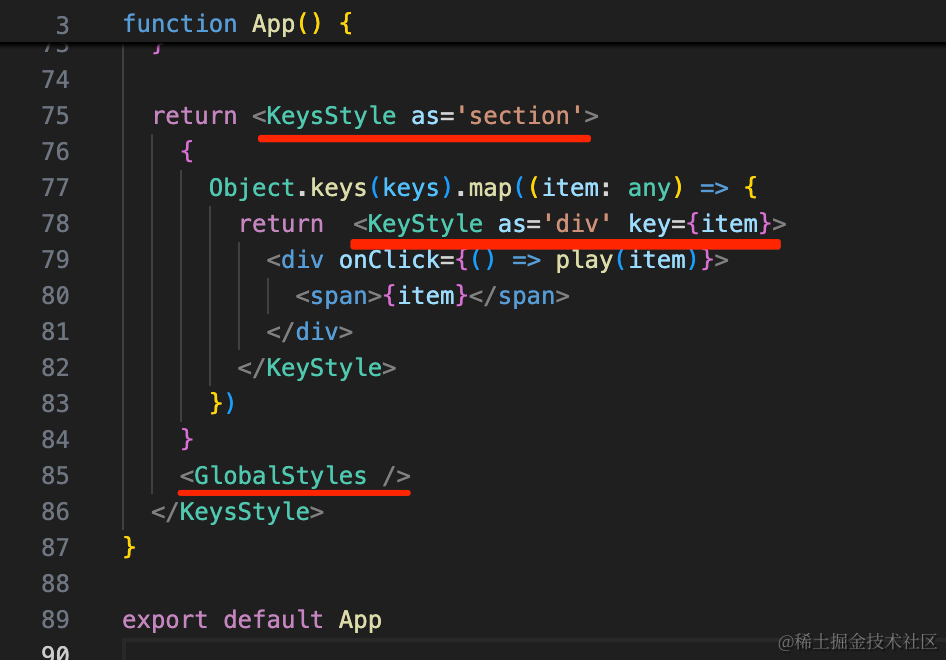 3 function App() {
73 }
74
75 return <KeysStyle as='section'>
76 {
77 Object.keys(keys).map((item: any) => {
78 return <KeyStyle as='div' key={item}>
79 <div onClick={() => play(item)}>
80 <span>{item}</span>
81 </div>
82 </KeyStyle>
83 })
84 }
85 <GlobalStyles />
86 </KeysStyle>
87 }
88
89 export default App
90
@稀土掘金技术社区